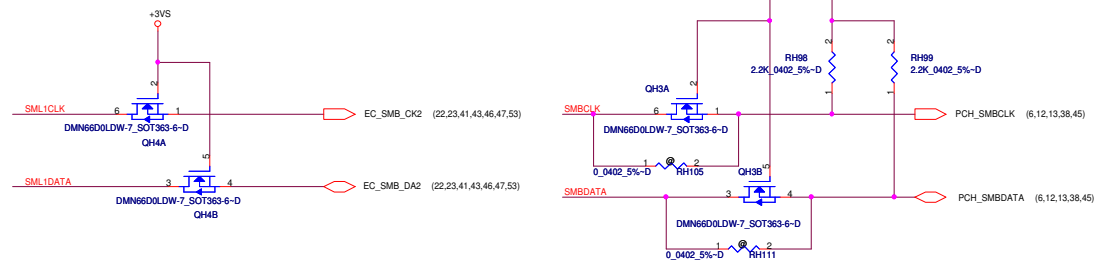 +3VS
2
SML1CLK
6
1
EC_SMB_CK2 (22,23,41,43,46,47,53)
DMN66D0LDW-7_SOT363-6~D
QH4A
5
SML1DATA
3
4
EC_SMB_DA2 (22,23,41,43,46,47,53)
DMN66D0LDW-7_SOT363-6~D
QH4B
2
2
RH98
2.2K_0402_5%~D
RH99
2.2K_0402_5%~D
1
1
QH3A
2
SMBCLK
6
1
PCH_SMBCLK (6,12,13,38,45)
DMN66D0LDW-7_SOT363-6~D
1
@
2
0_0402_5%~D
RH105
QH3B
5
SMBDATA
3
4
PCH_SMBDATA (6,12,13,38,45)
DMN66D0LDW-7_SOT363-6~D
1
@
2
0_0402_5%~D
RH111